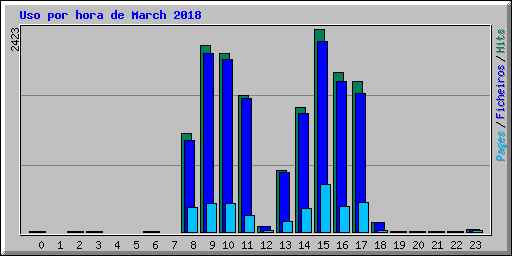 Uso por hora de March 2018
2423
Pages / Ficheiros / Hits
0 1 2 3 4 5 6 7 8 9 10 11 12 13 14 15 16 17 18 19 20 21 22 23